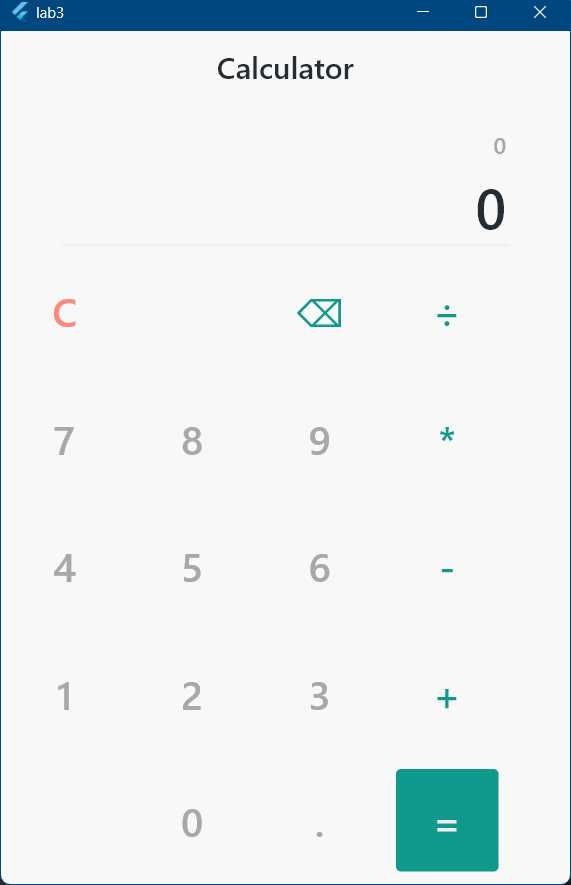 lab3
Calculator
0
0
C ⌫ ÷
7 8 9 *
4 5 6 -
1 2 3 +
0 . =